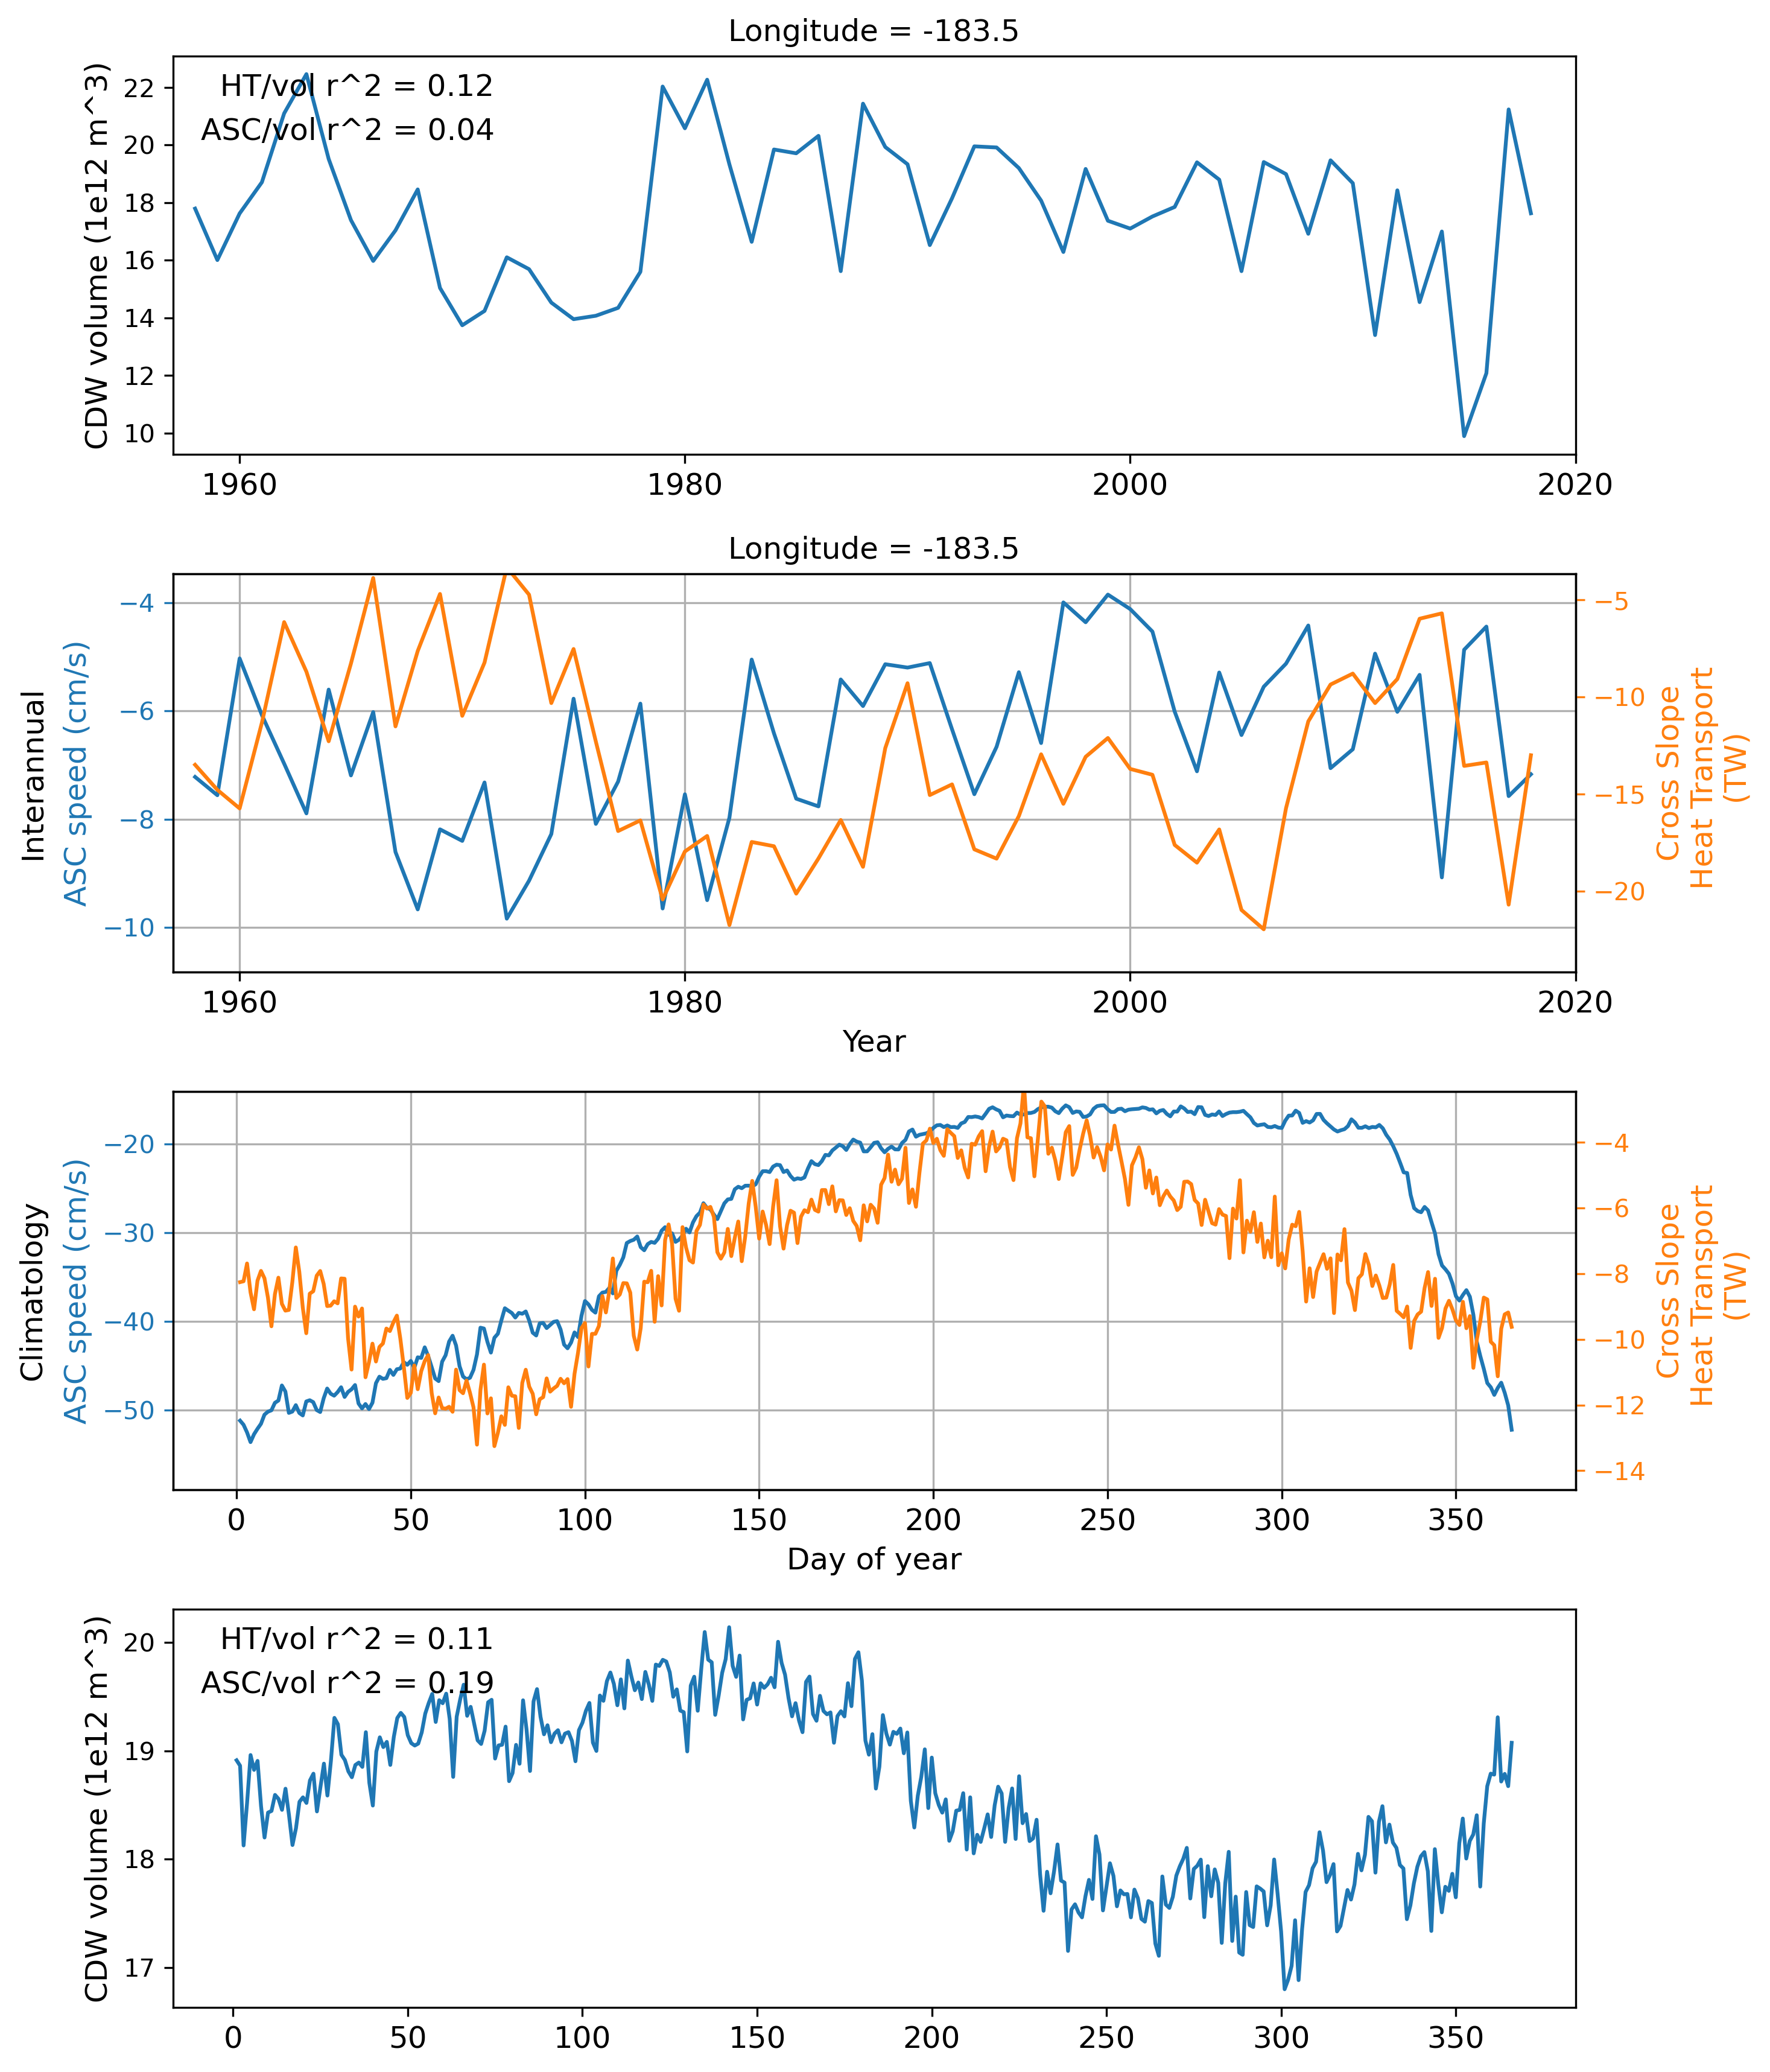 Longitude = -183.5
HT/vol r^2 = 0.12
ASC/vol r^2 = 0.04
CDW volume (1e12 m^3)
22
20
18
16
14
12
10
1960 1980 2000 2020
Longitude = -183.5
Interannual
ASC speed (cm/s)
−4
−6
−8
−10
−5
−10
−15
−20
Cross Slope
Heat Transport
(TW)
1960 1980 2000 2020
Year
Climatology
ASC speed (cm/s)
−20
−30
−40
−50
−4
−6
−8
−10
−12
−14
Cross Slope
Heat Transport
(TW)
0 50 100 150 200 250 300 350
Day of year
HT/vol r^2 = 0.11
ASC/vol r^2 = 0.19
CDW volume (1e12 m^3)
20
19
18
17
0 50 100 150 200 250 300 350